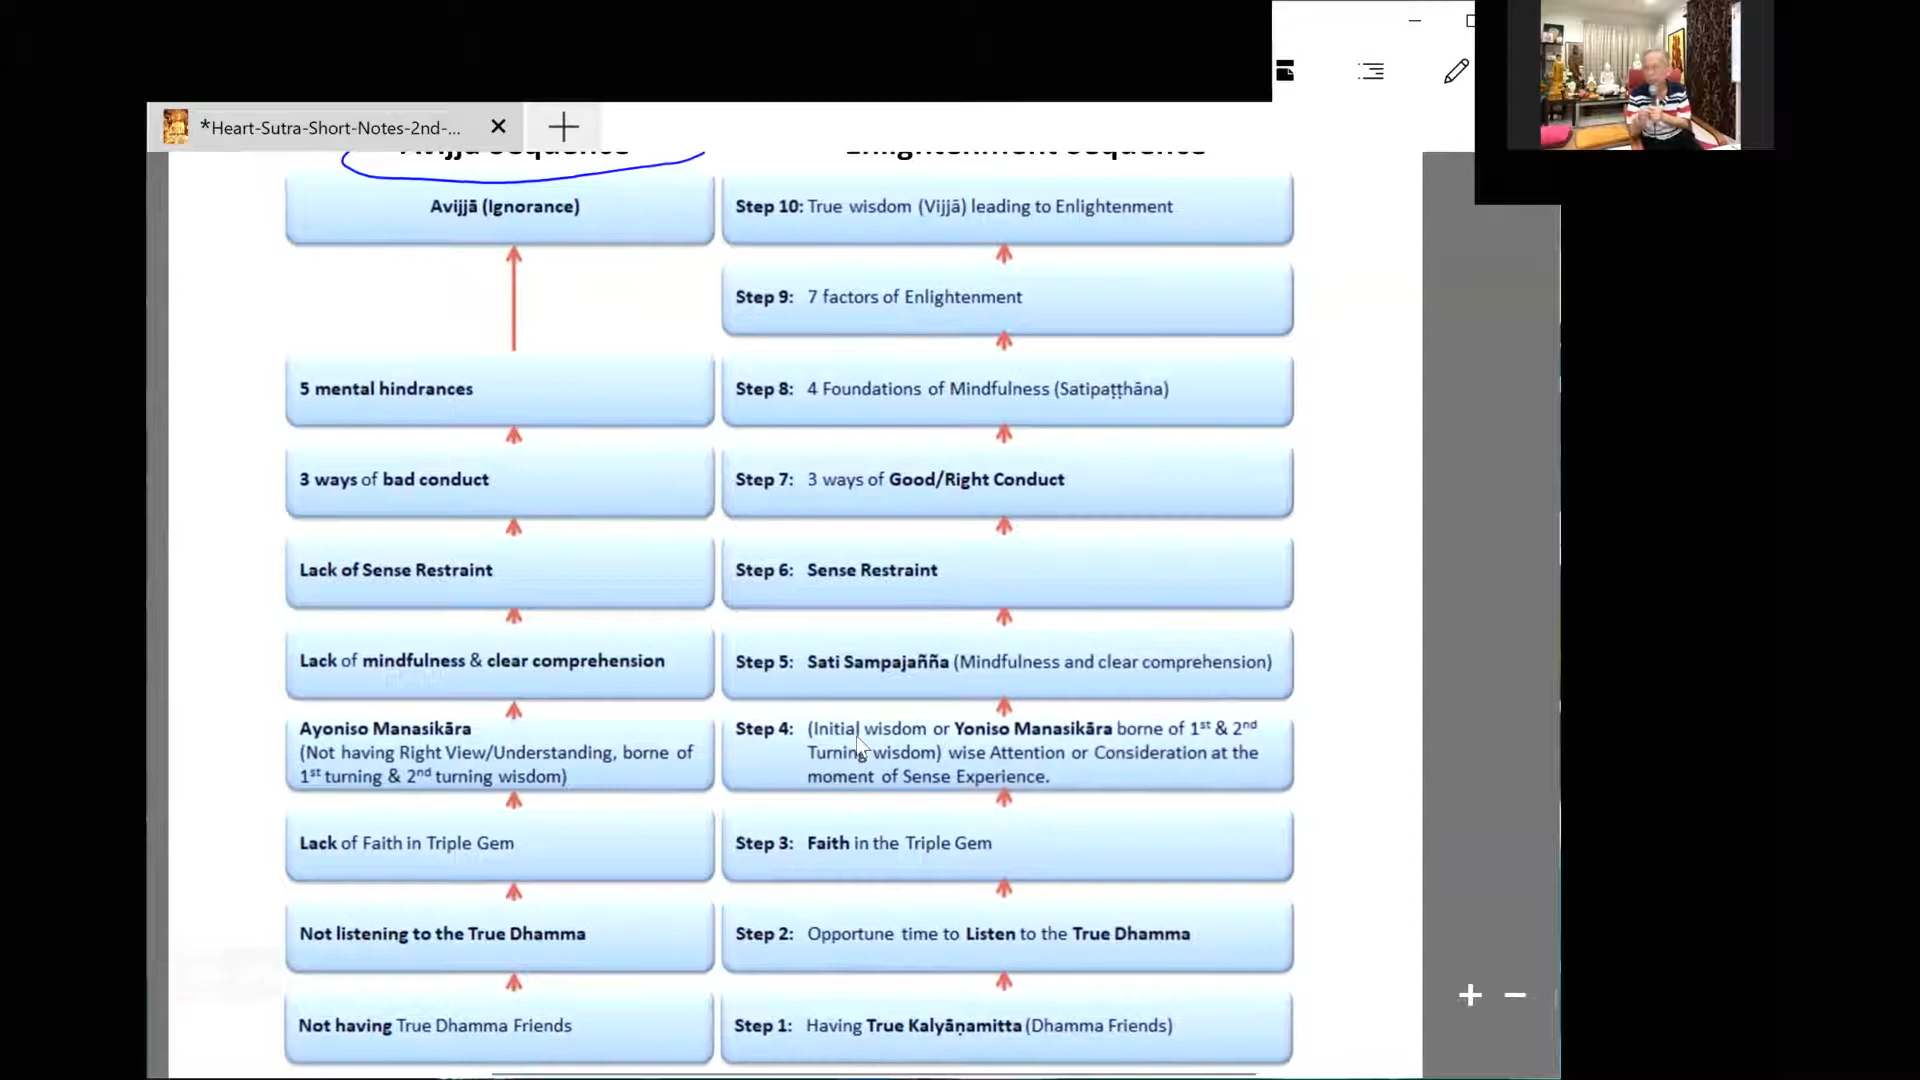 *Heart-Sutra-Short-Notes-2nd-...
Avijjā Sequence
Enlightenment Sequence
Avijjā (Ignorance)
Step 10: True wisdom (Vijjā) leading to Enlightenment
Step 9: 7 factors of Enlightenment
5 mental hindrances
Step 8: 4 Foundations of Mindfulness (Satipaṭṭhāna)
3 ways of bad conduct
Step 7: 3 ways of Good/Right Conduct
Lack of Sense Restraint
Step 6: Sense Restraint
Lack of mindfulness & clear comprehension
Step 5: Sati Sampajañña (Mindfulness and clear comprehension)
Ayoniso Manasikāra
(Not having Right View/Understanding, borne of
1st turning & 2nd turning wisdom)
Step 4: (Initial wisdom or Yoniso Manasikāra borne of 1st & 2nd
Turning wisdom) wise Attention or Consideration at the
moment of Sense Experience.
Lack of Faith in Triple Gem
Step 3: Faith in the Triple Gem
Not listening to the True Dhamma
Step 2: Opportune time to Listen to the True Dhamma
Not having True Dhamma Friends
Step 1: Having True Kalyāṇamitta (Dhamma Friends)